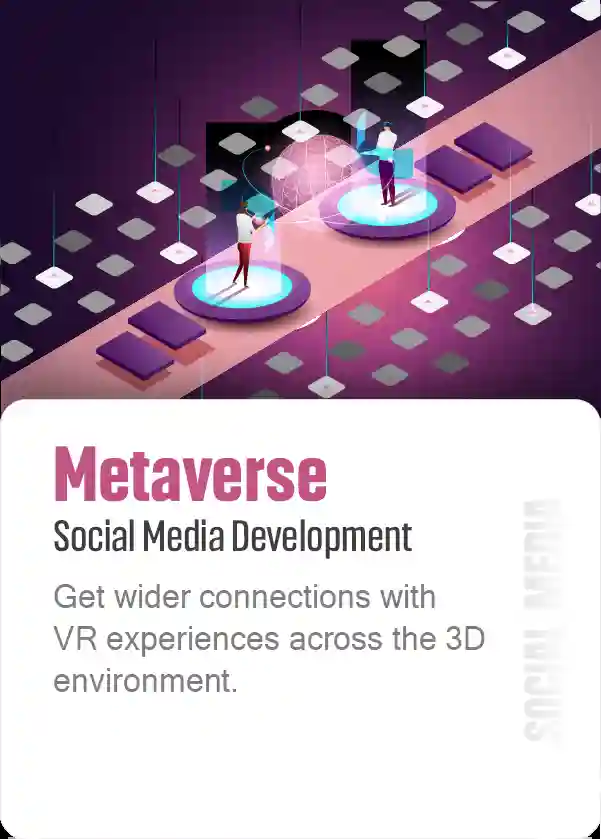 Metaverse
Social Media Development
Get wider connections with
VR experiences across the 3D
environment.
SOCIAL MEDIA